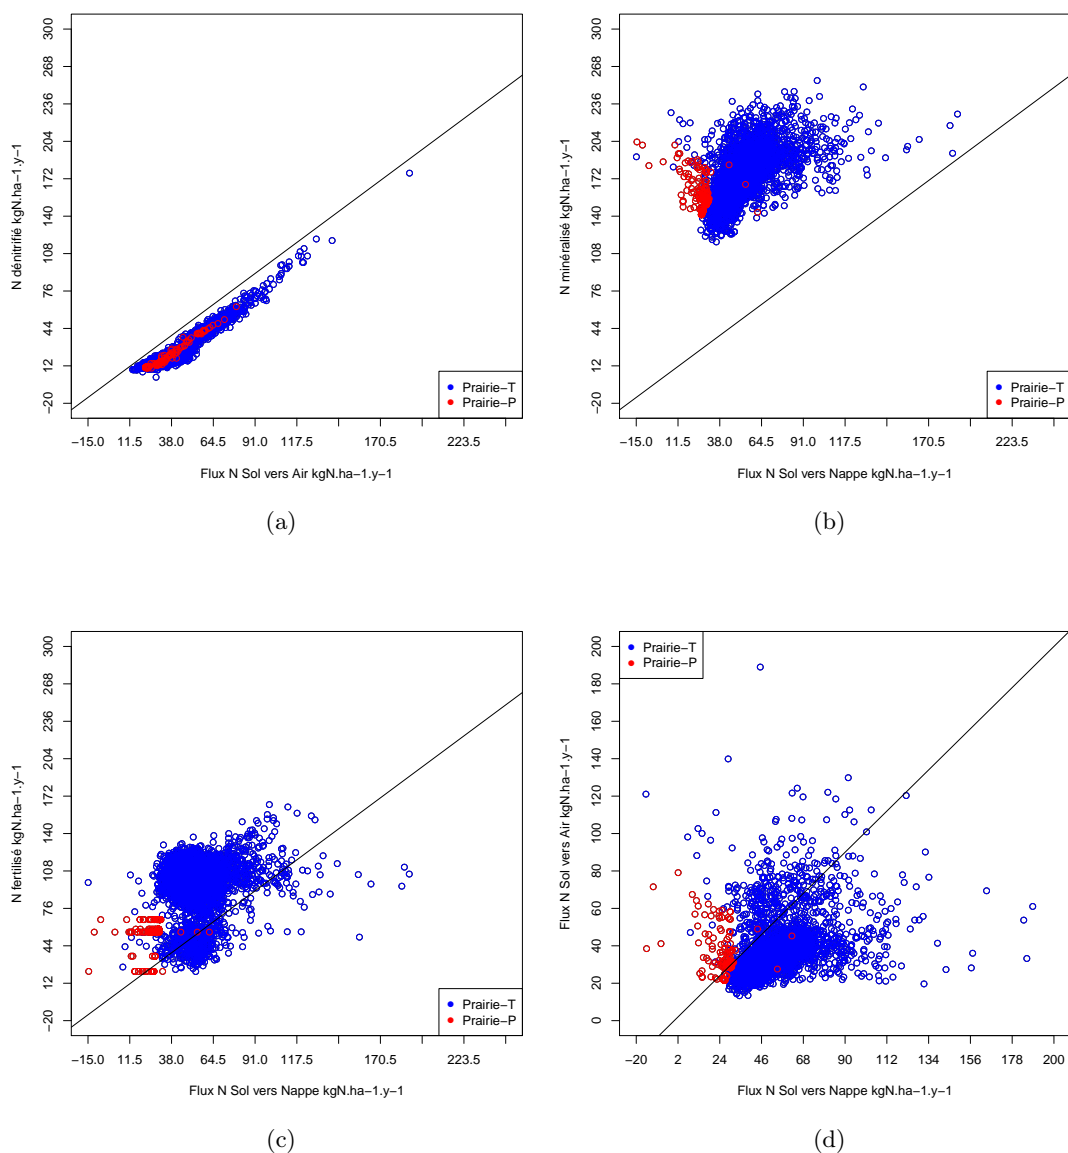 300
268
236
204
172
140
108
76
44
12
−20
N dénitrifié kgN.ha−1.y−1
−15.0 11.5 38.0 64.5 91.0 117.5 170.5 223.5
Flux N Sol vers Air kgN.ha−1.y−1
Prairie−T
Prairie−P
(a)
300
268
236
204
172
140
108
76
44
12
−20
N minéralisé kgN.ha−1.y−1
−15.0 11.5 38.0 64.5 91.0 117.5 170.5 223.5
Flux N Sol vers Nappe kgN.ha−1.y−1
Prairie−T
Prairie−P
(b)
300
268
236
204
172
140
108
76
44
12
−20
N fertilisé kgN.ha−1.y−1
−15.0 11.5 38.0 64.5 91.0 117.5 170.5 223.5
Flux N Sol vers Nappe kgN.ha−1.y−1
Prairie−T
Prairie−P
(c)
Prairie−T
Prairie−P
200
180
160
140
120
100
80
60
40
20
0
Flux N Sol vers Air kgN.ha−1.y−1
−20 2 24 46 68 90 112 134 156 178 200
Flux N Sol vers Nappe kgN.ha−1.y−1
(d)